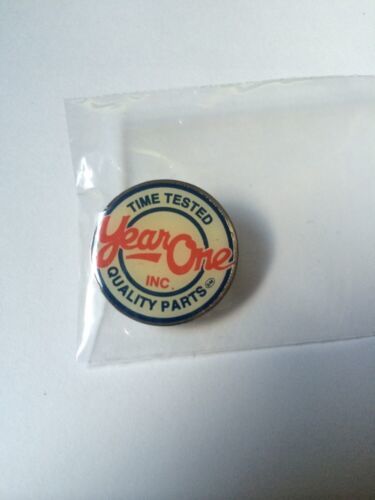 TIME TESTED
Year One
INC.
QUALITY PARTS